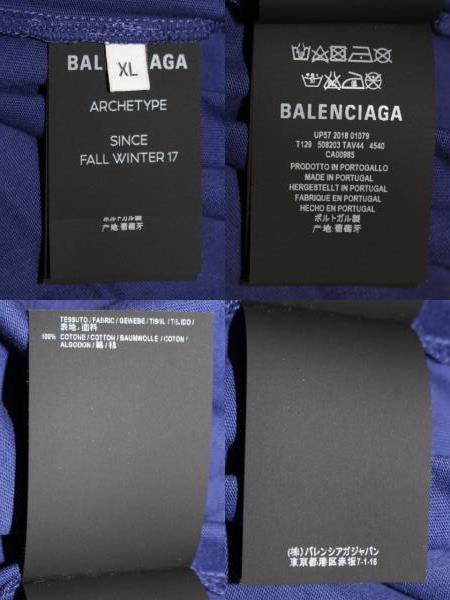 BAL AGA
XL
ARCHETYPE
SINCE
FALL WINTER 17
ポルトガル製
产地:葡萄牙
BALENCIAGA
UP57 2018 01079
T129 508203 TAV44 4540
CA00985
PRODOTTO IN PORTOGALLO
MADE IN PORTUGAL
HERGESTELLT IN PORTUGAL
FABRIQUE EN PORTUGAL
HECHO EN PORTUGAL
ポルトガル製
产地:葡萄牙
TESSUTO / FABRIC / GEWEBE / TISSU / TEJIDO /
表地 / 面料
100% COTONE / COTTON / BAUMWOLLE / COTON /
ALGODON / 綿 / 棉
(株)バレンシアガジャパン
東京都港区赤坂7-1-16